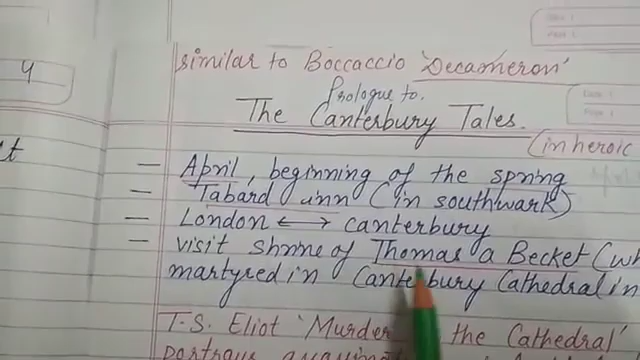 4
similar to Boccaccio 'Decameron'
Prologue to.
The Canterbury Tales.
(in heroic
— April, beginning of the spring
— Tabard inn (in southwark)
— London ↔ canterbury
— visit shrine of Thomas a Becket (wh
martyred in Canterbury Cathedral in
T.S. Eliot 'Murder the Cathedral'
portrays